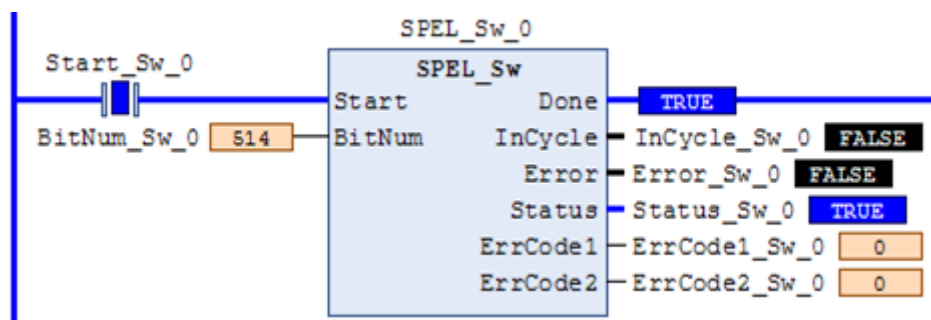 SPEL_Sw_0
Start_Sw_0
SPEL_Sw
Start Done TRUE
BitNum_Sw_0 514 BitNum InCycle InCycle_Sw_0 FALSE
Error Error_Sw_0 FALSE
Status Status_Sw_0 TRUE
ErrCode1 ErrCode1_Sw_0 0
ErrCode2 ErrCode2_Sw_0 0